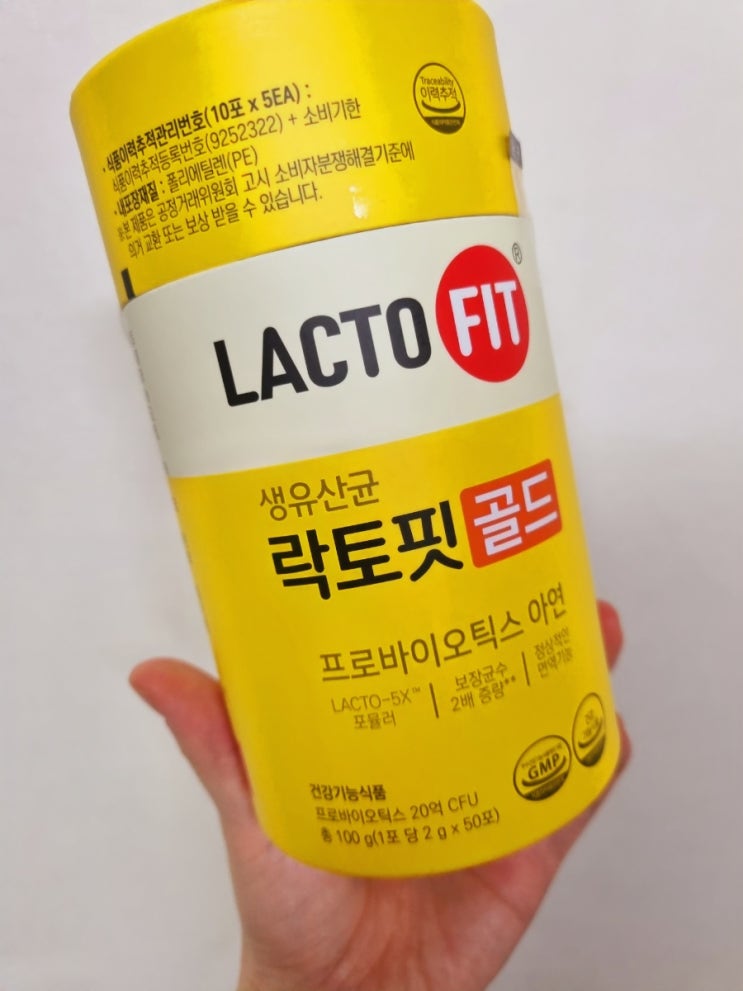 · 식품이력추적관리번호(10포 x 5EA) :
식품이력추적등록번호(9252322) + 소비기한
· 내포장재질 : 폴리에틸렌(PE)
※본 제품은 공정거래위원회 고시 소비자분쟁해결기준에
의거 교환 또는 보상 받을 수 있습니다.
Traceability
이력추적
LACTO FIT®
생유산균
락토핏 골드
프로바이오틱스 아연
LACTO-5X™
포뮬러
보장균수
2배 증량**
정상적인
면역기능
GMP
건강기능식품
프로바이오틱스 20억 CFU
총 100 g(1포 당 2 g x 50포)